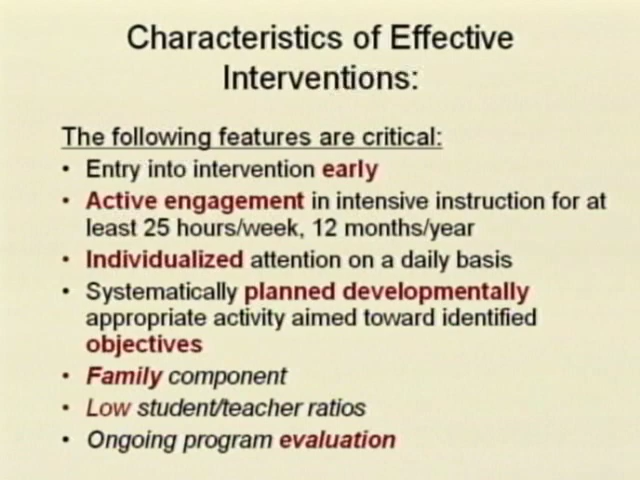 Characteristics of Effective
Interventions:
The following features are critical:
• Entry into intervention early
• Active engagement in intensive instruction for at
least 25 hours/week, 12 months/year
• Individualized attention on a daily basis
• Systematically planned developmentally
appropriate activity aimed toward identified
objectives
• Family component
• Low student/teacher ratios
• Ongoing program evaluation